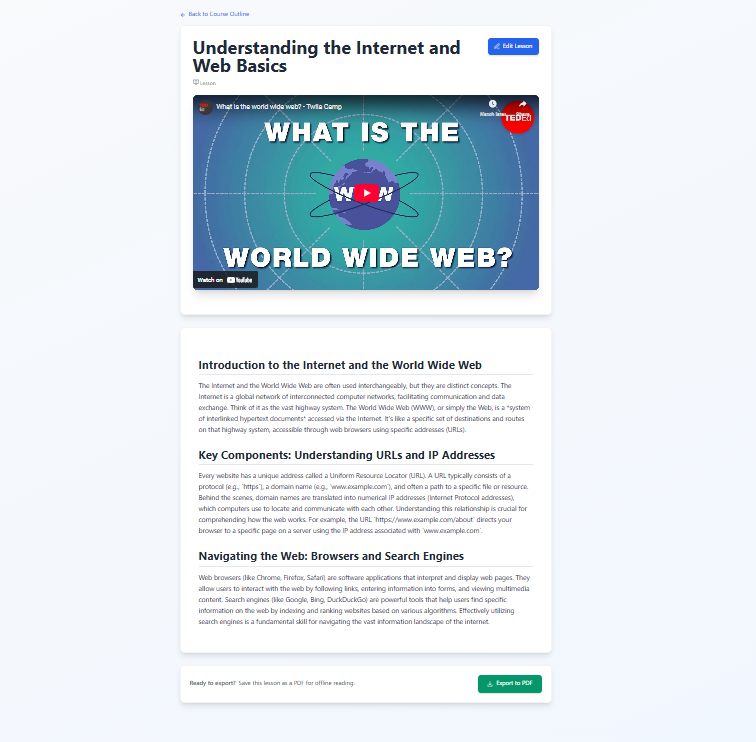 Back to Course Outline
Understanding the Internet and
Web Basics
Edit Lesson
Lesson
What is the world wide web? - Twila Camp
Watch later
Share
TEDEd
WHAT IS THE
WORLD WIDE WEB?
Watch on YouTube
Introduction to the Internet and the World Wide Web
The Internet and the World Wide Web are often used interchangeably, but they are distinct concepts. The
Internet is a global network of interconnected computer networks, facilitating communication and data
exchange. Think of it as the vast highway system. The World Wide Web (WWW), or simply the Web, is a *system
of interlinked hypertext documents* accessed via the Internet. It's like a specific set of destinations and routes
on that highway system, accessible through web browsers using specific addresses (URLs).
Key Components: Understanding URLs and IP Addresses
Every website has a unique address called a Uniform Resource Locator (URL). A URL typically consists of a
protocol (e.g., `https`), a domain name (e.g., `www.example.com`), and often a path to a specific file or resource.
Behind the scenes, domain names are translated into numerical IP addresses (Internet Protocol addresses),
which computers use to locate and communicate with each other. Understanding this relationship is crucial for
comprehending how the web works. For example, the URL `https://www.example.com/about` directs your
browser to a specific page on a server using the IP address associated with `www.example.com`.
Navigating the Web: Browsers and Search Engines
Web browsers (like Chrome, Firefox, Safari) are software applications that interpret and display web pages. They
allow users to interact with the web by following links, entering information into forms, and viewing multimedia
content. Search engines (like Google, Bing, DuckDuckGo) are powerful tools that help users find specific
information on the web by indexing and ranking websites based on various algorithms. Effectively utilizing
search engines is a fundamental skill for navigating the vast information landscape of the internet.
Ready to export? Save this lesson as a PDF for offline reading.
Export to PDF